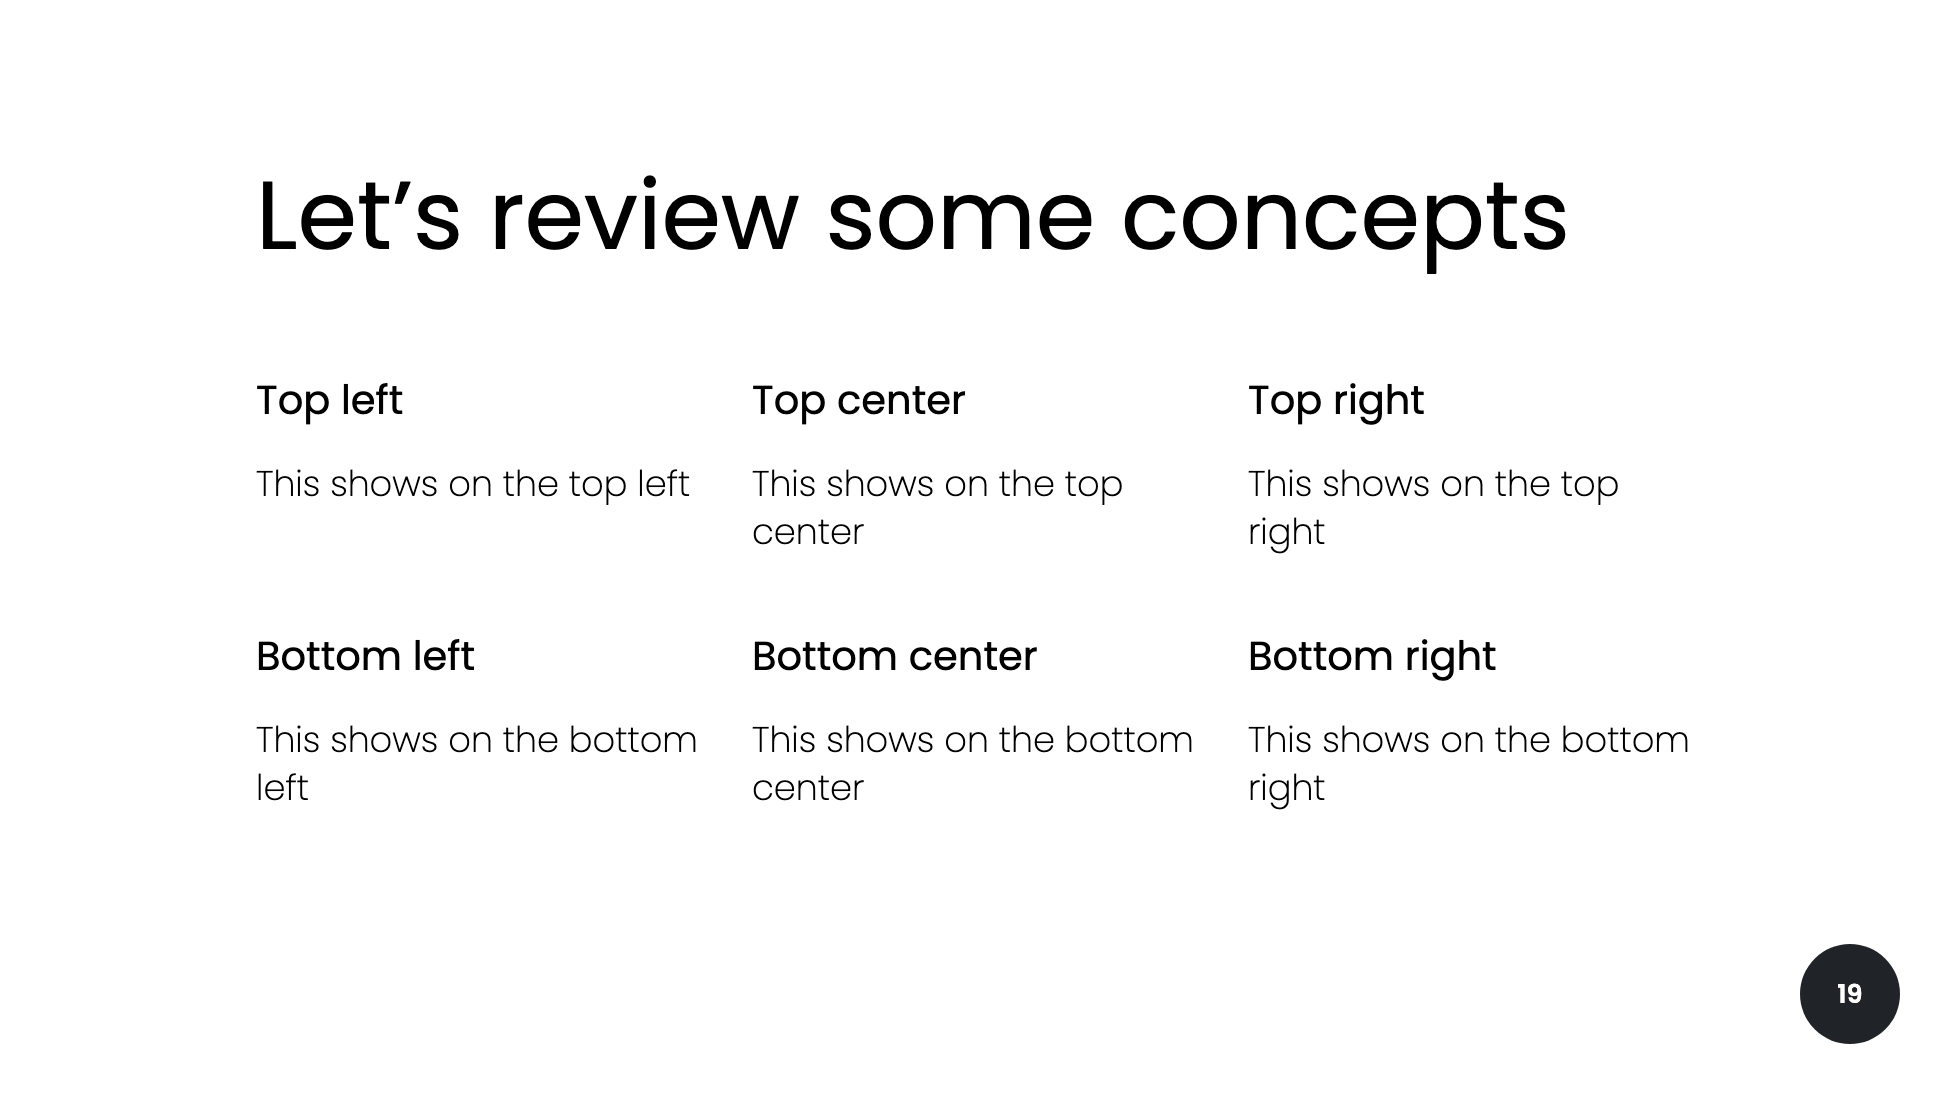 Let’s review some concepts
Top left
This shows on the top left
Top center
This shows on the top
center
Top right
This shows on the top
right
Bottom left
This shows on the bottom
left
Bottom center
This shows on the bottom
center
Bottom right
This shows on the bottom
right
19